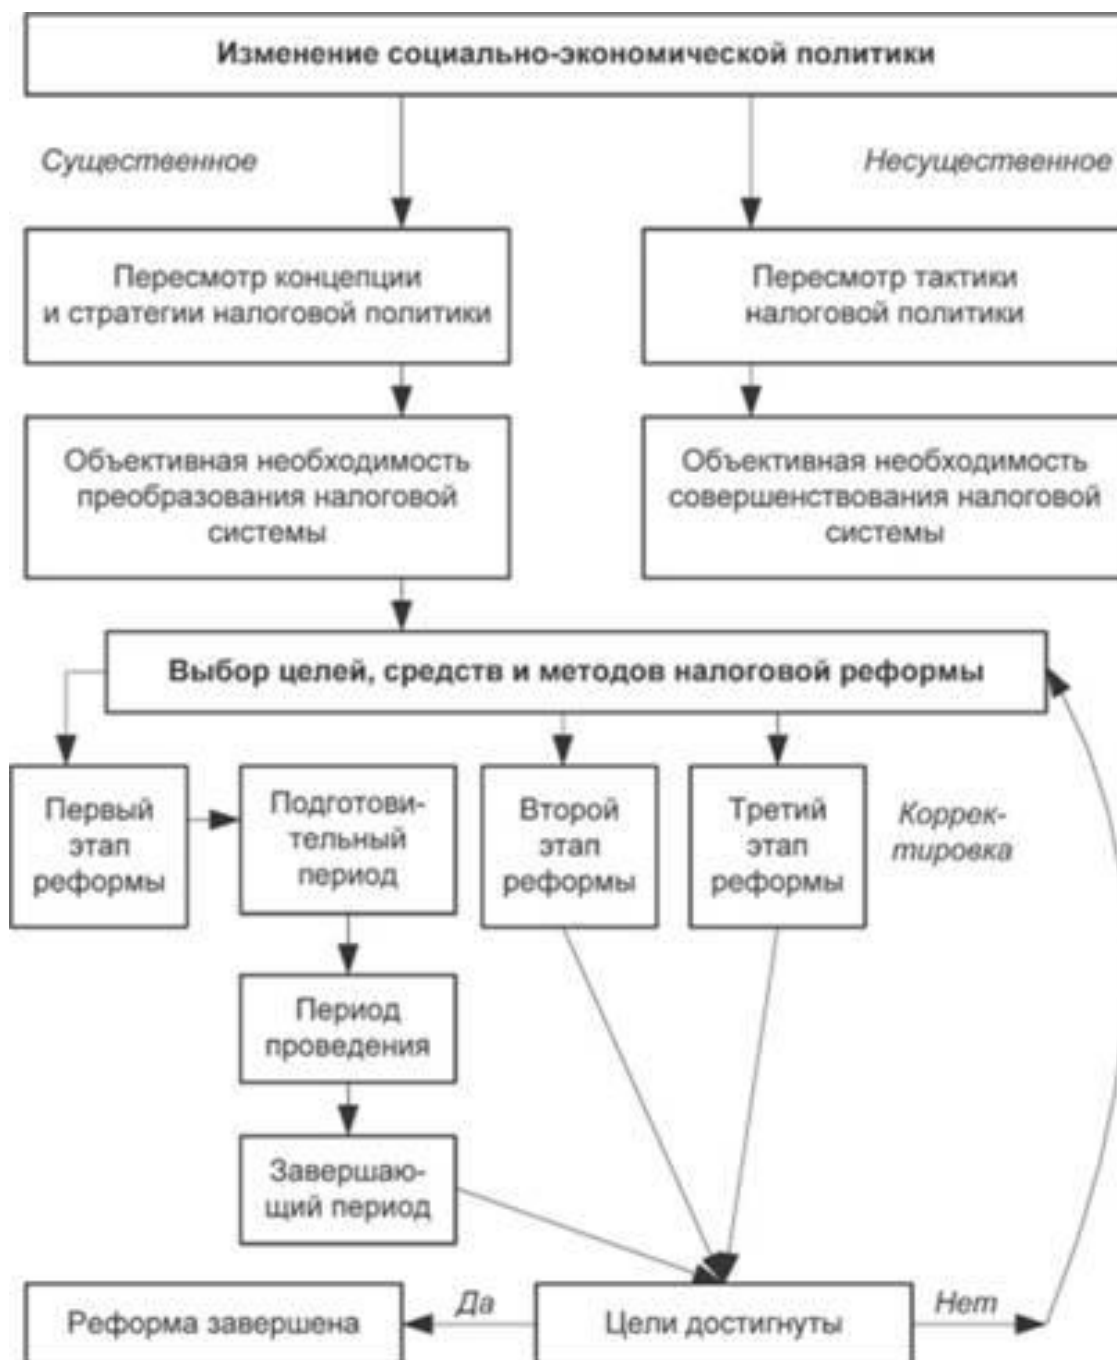 Изменение социально-экономической политики
Существенное
Несущественное
Пересмотр концепции
и стратегии налоговой политики
Пересмотр тактики
налоговой политики
Объективная необходимость
преобразования налоговой
системы
Объективная необходимость
совершенствования налоговой
системы
Выбор целей, средств и методов налоговой реформы
Первый
этап
реформы
Подготови-
тельный
период
Второй
этап
реформы
Третий
этап
реформы
Коррек-
тировка
Период
проведения
Завершаю-
щий период
Реформа завершена
Да
Цели достигнуты
Нет